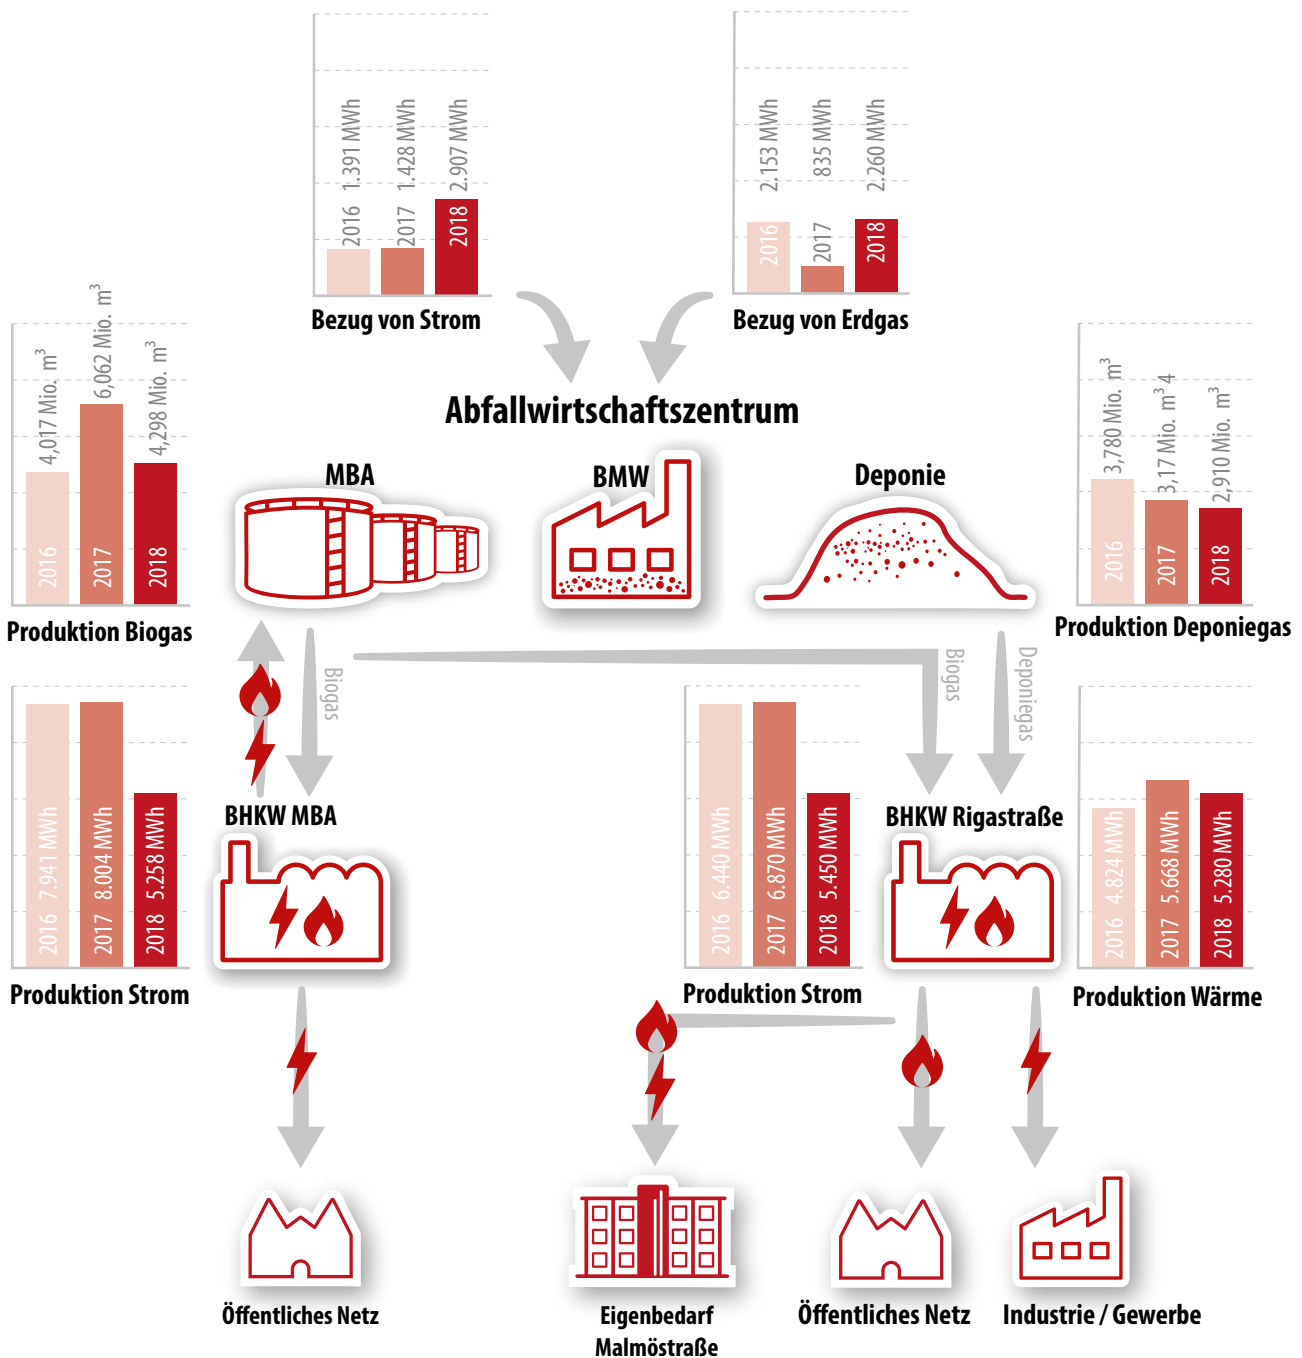 2016 1.391 MWh
2017 1.428 MWh
2018 2.907 MWh
Bezug von Strom
2016 2.153 MWh
2017 835 MWh
2018 2.260 MWh
Bezug von Erdgas
2016 4,017 Mio. m³
2017 6,062 Mio. m³
2018 4,298 Mio. m³
Produktion Biogas
Abfallwirtschaftszentrum
MBA
BMW
Deponie
2016 3,780 Mio. m³
2017 3,17 Mio. m³ 4
2018 2,910 Mio. m³
Produktion Deponiegas
Biogas
Biogas
Deponiegas
2016 7.941 MWh
2017 8.004 MWh
2018 5.258 MWh
Produktion Strom
BHKW MBA
2016 6.440 MWh
2017 6.870 MWh
2018 5.450 MWh
Produktion Strom
BHKW Rigastraße
2016 4.824 MWh
2017 5.668 MWh
2018 5.280 MWh
Produktion Wärme
Öffentliches Netz
Eigenbedarf
Malmöstraße
Öffentliches Netz
Industrie / Gewerbe